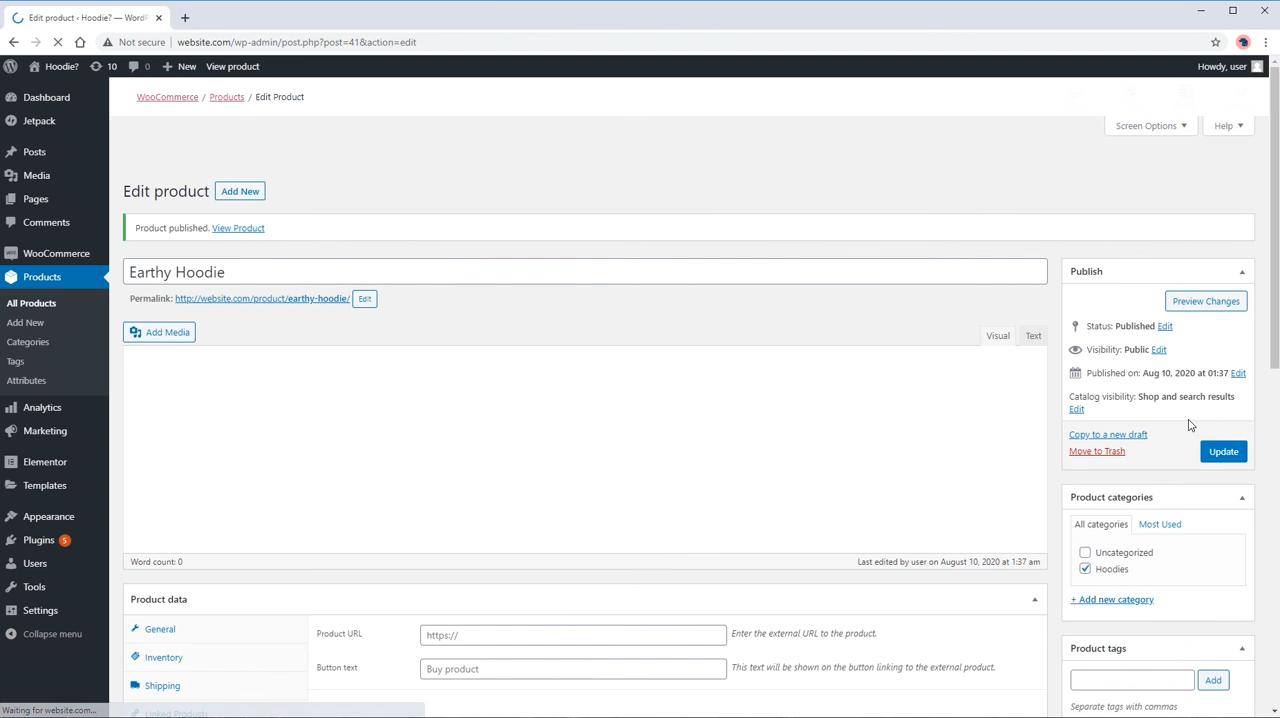 Edit product ‹ Hoodie? — WordP
Not secure website.com/wp-admin/post.php?post=41&action=edit
Hoodie? 10 0 New View product Howdy, user
WooCommerce / Products / Edit Product
Screen Options Help
Dashboard
Jetpack
Posts
Media
Pages
Comments
WooCommerce
Products
All Products
Add New
Categories
Tags
Attributes
Analytics
Marketing
Elementor
Templates
Appearance
Plugins 5
Users
Tools
Settings
Collapse menu
Edit product Add New
Product published. View Product
Earthy Hoodie
Permalink: http://website.com/product/earthy-hoodie/ Edit
Add Media
Visual Text
Word count: 0 Last edited by user on August 10, 2020 at 1:37 am
Product data
General
Inventory
Shipping
Linked Products
Product URL https:// Enter the external URL to the product.
Button text Buy product This text will be shown on the button linking to the external product.
Publish
Preview Changes
Status: Published Edit
Visibility: Public Edit
Published on: Aug 10, 2020 at 01:37 Edit
Catalog visibility: Shop and search results
Edit
Copy to a new draft
Move to Trash Update
Product categories
All categories Most Used
Uncategorized
Hoodies
+ Add new category
Product tags
Add
Separate tags with commas
Waiting for website.com...